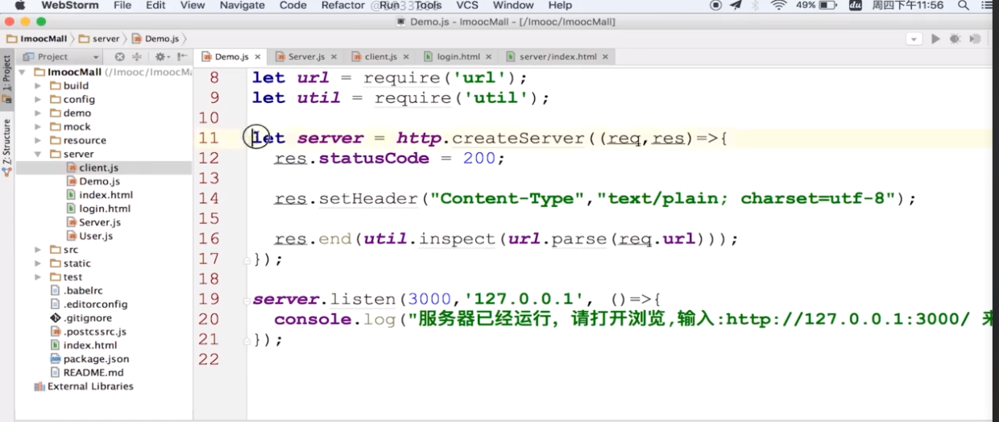 WebStorm File Edit View Navigate Code Refactor Run Tools VCS Window Help 49% 周四下午11:56
Demo.js - ImoocMall - [/Imooc/ImoocMall]
ImoocMall server Demo.js
Project Demo.js Server.js client.js login.html server/index.html
1: Project
Z: Structure
ImoocMall (/Imooc/ImoocMa
build
config
demo
mock
resource
server
client.js
Demo.js
index.html
login.html
Server.js
User.js
src
static
test
.babelrc
.editorconfig
.gitignore
.postcssrc.js
index.html
package.json
README.md
External Libraries
8 let url = require('url');
9 let util = require('util');
10
11 let server = http.createServer((req,res)=>{
12 res.statusCode = 200;
13
14 res.setHeader("Content-Type","text/plain; charset=utf-8");
15
16 res.end(util.inspect(url.parse(req.url)));
17 });
18
19 server.listen(3000,'127.0.0.1', ()=>{
20 console.log("服务器已经运行，请打开浏览,输入:http://127.0.0.1:3000/ 来
21 });
22